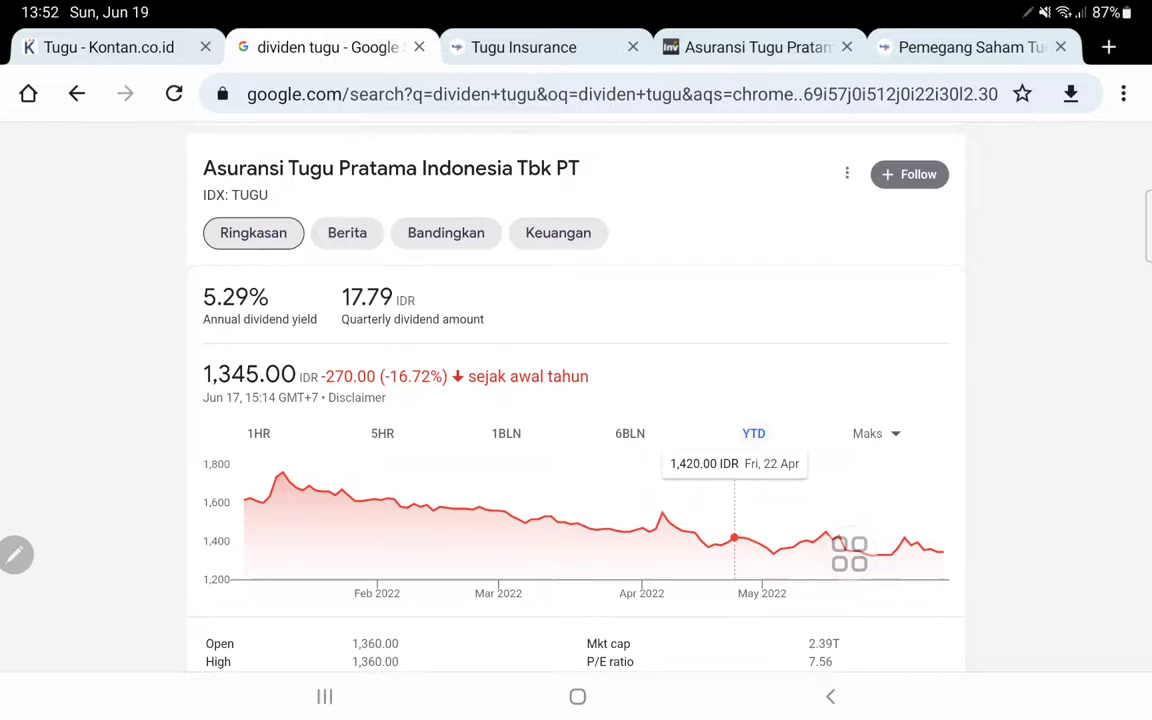 13:52 Sun, Jun 19 87%
Tugu - Kontan.co.id
dividen tugu - Google
Tugu Insurance
Inv Asuransi Tugu Pratam
Pemegang Saham Tu
google.com/search?q=dividen+tugu&oq=dividen+tugu&aqs=chrome..69i57j0i512j0i22i30l2.30
Asuransi Tugu Pratama Indonesia Tbk PT
IDX: TUGU
+ Follow
Ringkasan Berita Bandingkan Keuangan
5.29% 17.79 IDR
Annual dividend yield Quarterly dividend amount
1,345.00 IDR -270.00 (-16.72%) ↓ sejak awal tahun
Jun 17, 15:14 GMT+7 • Disclaimer
1HR 5HR 1BLN 6BLN YTD Maks
1,420.00 IDR Fri, 22 Apr
1,800
1,600
1,400
1,200
Feb 2022 Mar 2022 Apr 2022 May 2022
Open 1,360.00 Mkt cap 2.39T
High 1,360.00 P/E ratio 7.56